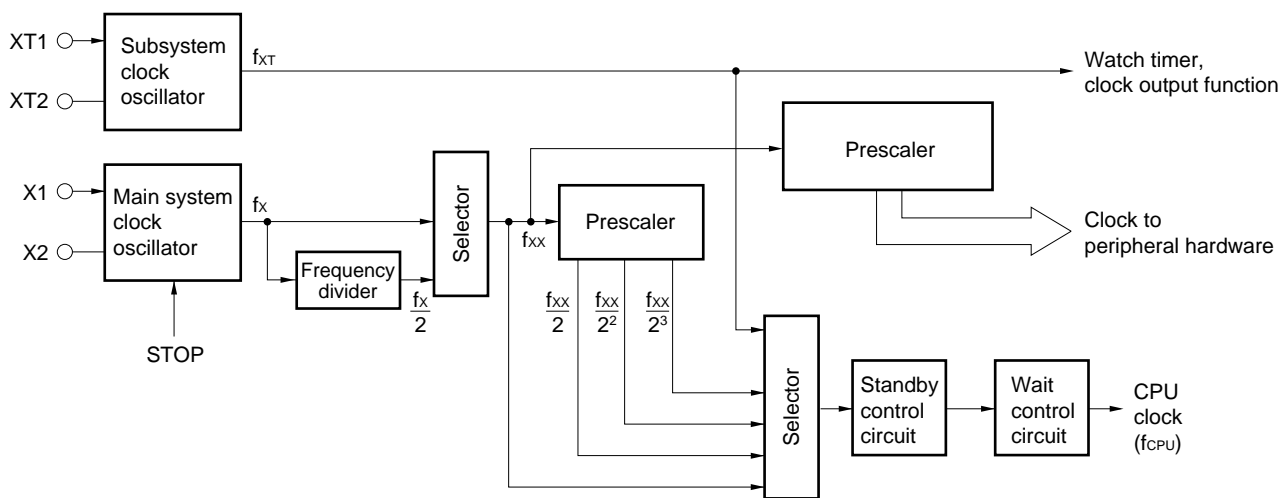 XT1
XT2
Subsystem
clock
oscillator
fXT
Watch timer,
clock output function
X1
X2
Main system
clock
oscillator
STOP
fX
Frequency
divider
fX
2
Selector
fXX
Prescaler
Prescaler
Clock to
peripheral hardware
fXX
2
fXX
2²
fXX
2³
Selector
Standby
control
circuit
Wait
control
circuit
CPU
clock
(fCPU)